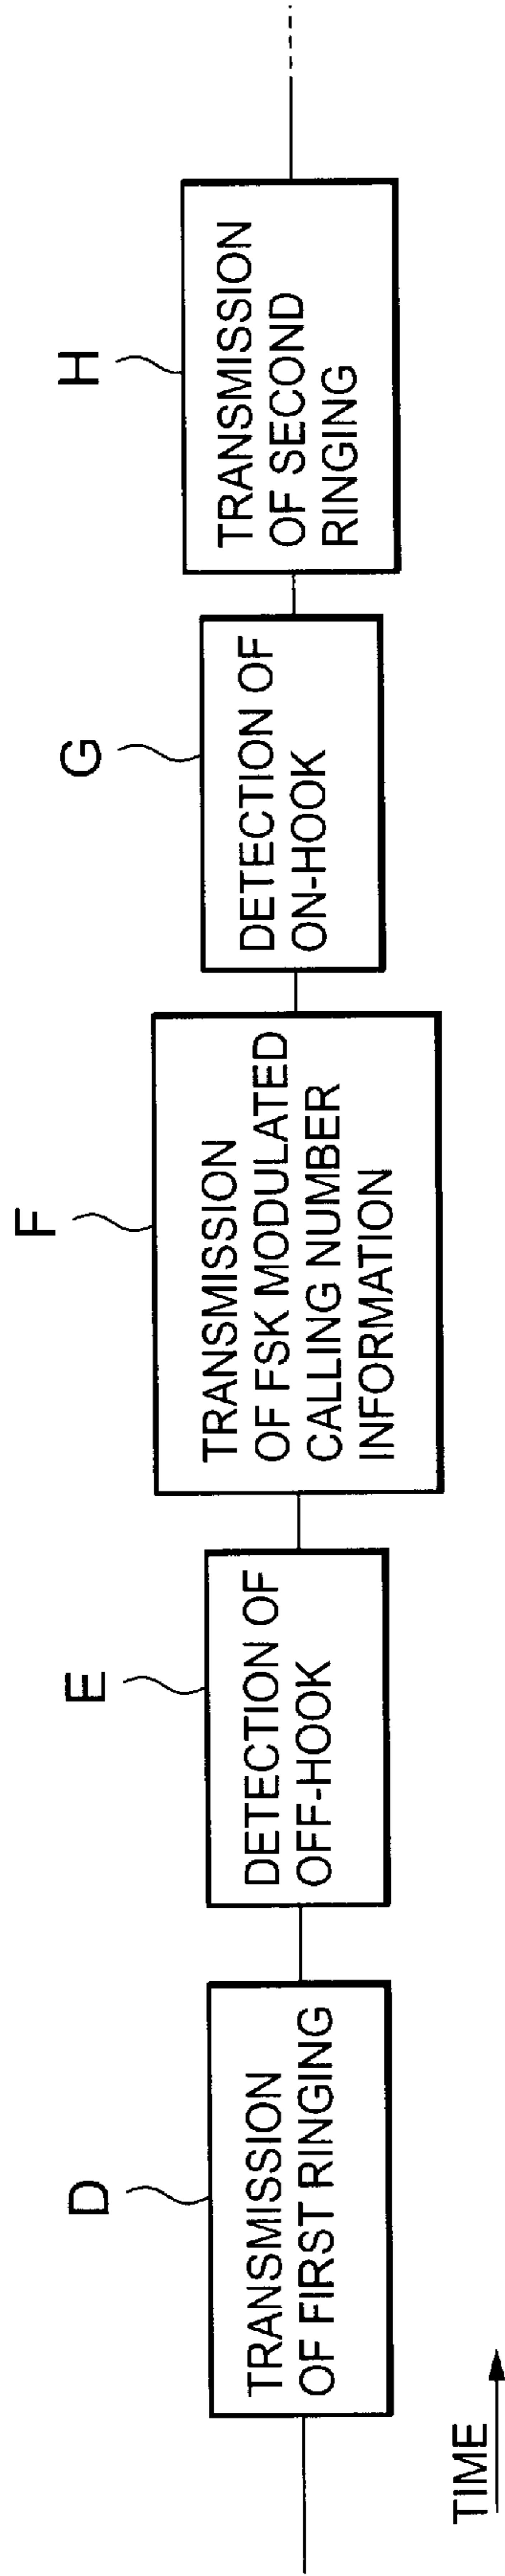 D
TRANSMISSION
OF FIRST RINGING
E
DETECTION OF
OFF-HOOK
F
TRANSMISSION
OF FSK MODULATED
CALLING NUMBER
INFORMATION
G
DETECTION OF
ON-HOOK
H
TRANSMISSION
OF SECOND
RINGING
TIME